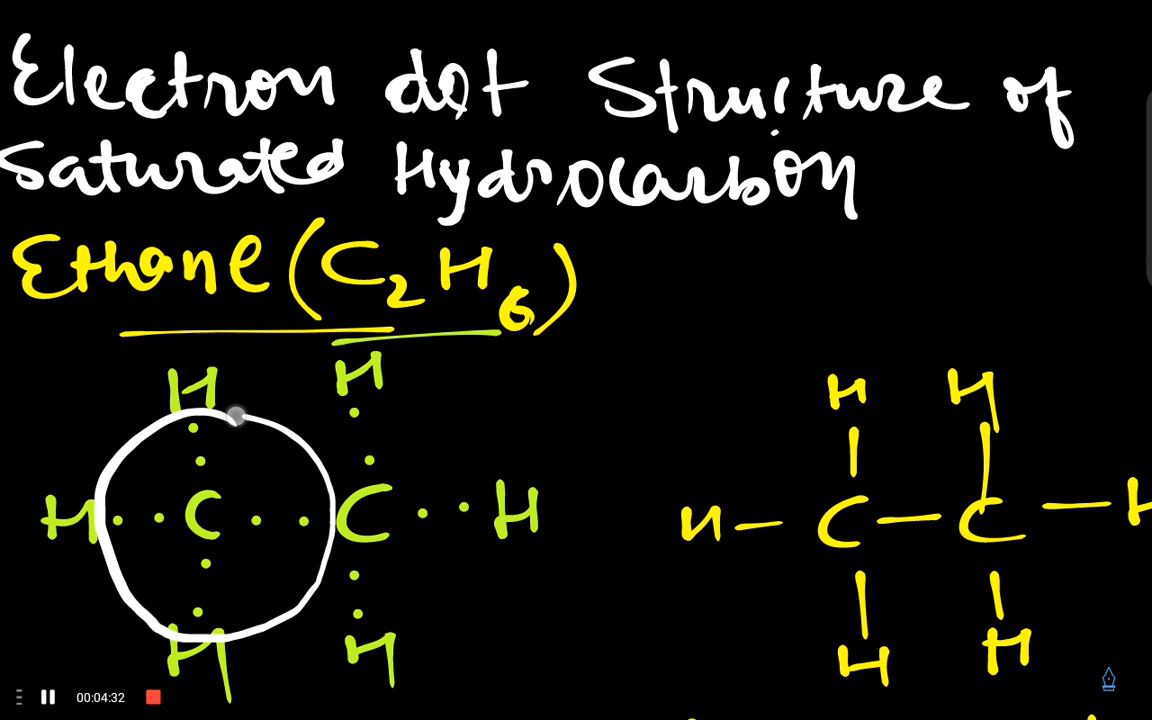 Electron dot Structure of
Saturated Hydrocarbon
Ethane (C2H6)
H H
H · · C · · C · · H
H H
H H
H — C — C — H
H H
00:04:32